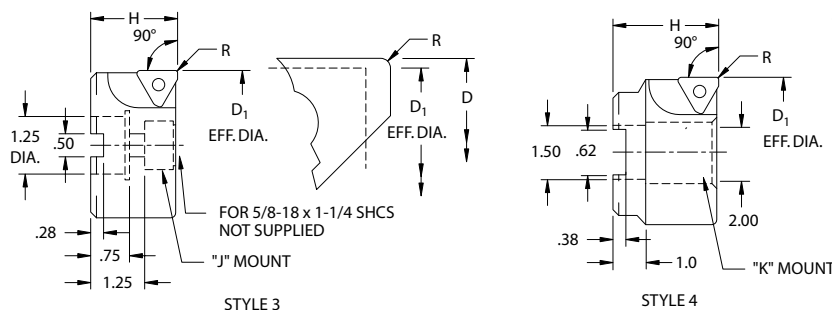 H
90°
R
D1
EFF. DIA.
1.25
DIA.
.50
FOR 5/8-18 x 1-1/4 SHCS
NOT SUPPLIED
.28
.75
"J" MOUNT
1.25
STYLE 3
R
D1
EFF. DIA.
D
H
90°
R
D1
EFF. DIA.
1.50
.62
2.00
.38
1.0
"K" MOUNT
STYLE 4